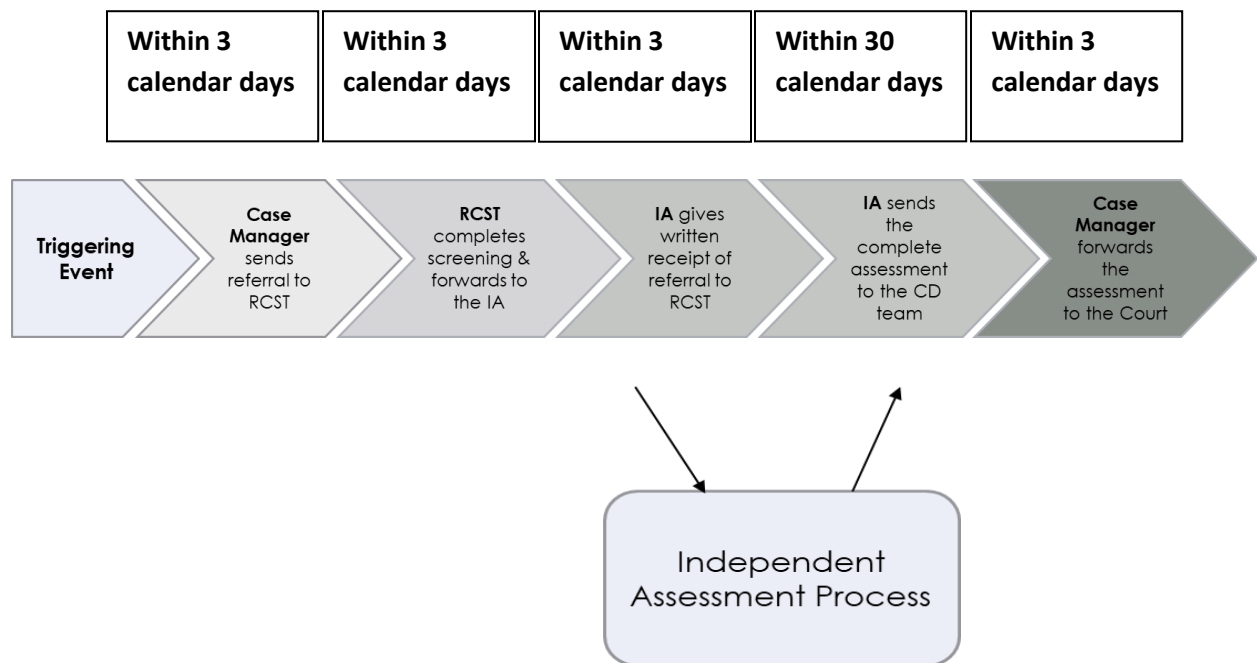 Within 3
calendar days
Within 3
calendar days
Within 3
calendar days
Within 30
calendar days
Within 3
calendar days
Triggering
Event
Case
Manager
sends
referral to
RCST
RCST
completes
screening &
forwards to
the IA
IA gives
written
receipt of
referral to
RCST
IA sends
the
complete
assessment
to the CD
team
Case
Manager
forwards
the
assessment
to the Court
Independent
Assessment Process